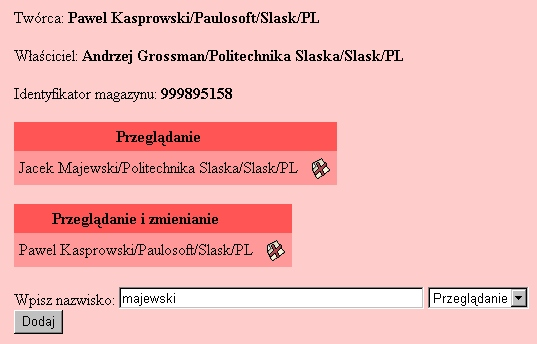 Twórca: Pawel Kasprowski/Paulosoft/Slask/PL
Właściciel: Andrzej Grossman/Politechnika Slaska/Slask/PL
Identyfikator magazynu: 999895158
Przeglądanie
Jacek Majewski/Politechnika Slaska/Slask/PL
Przeglądanie i zmienianie
Pawel Kasprowski/Paulosoft/Slask/PL
Wpisz nazwisko: majewski Przeglądanie
Dodaj